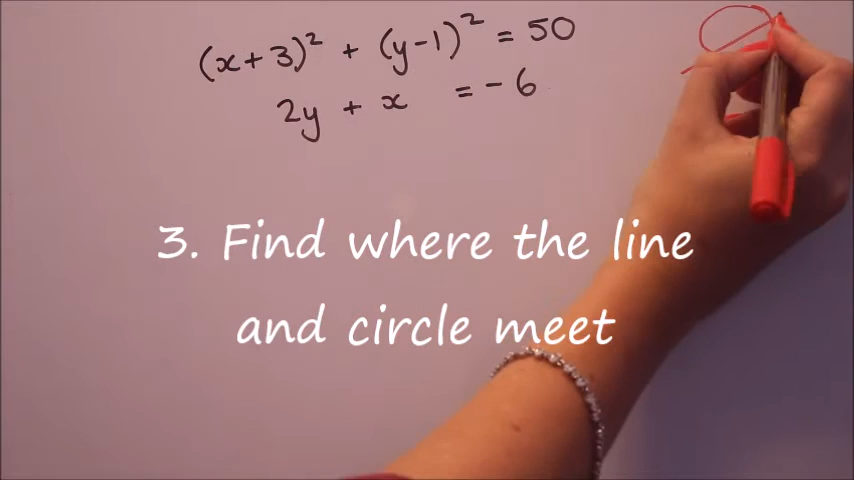 (x+3)² + (y-1)² = 50
2y + x = -6
3. Find where the line
and circle meet